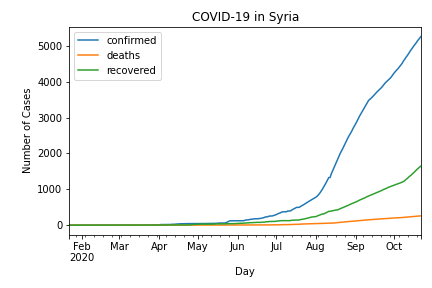 COVID-19 in Syria
confirmed
deaths
recovered
5000
4000
3000
2000
1000
0
Number of Cases
Feb Mar Apr May Jun Jul Aug Sep Oct
2020
Day